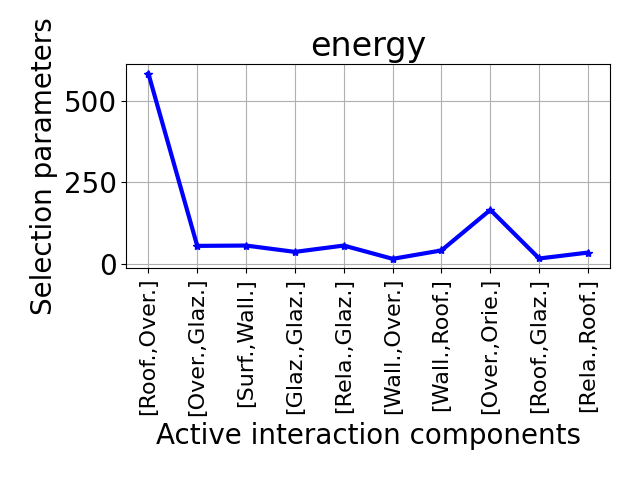 energy
Selection parameters
500
250
0
[Roof.,Over.]
[Over.,Glaz.]
[Surf.,Wall.]
[Glaz.,Glaz.]
[Rela.,Glaz.]
[Wall.,Over.]
[Wall.,Roof.]
[Over.,Orie.]
[Roof.,Glaz.]
[Rela.,Roof.]
Active interaction components